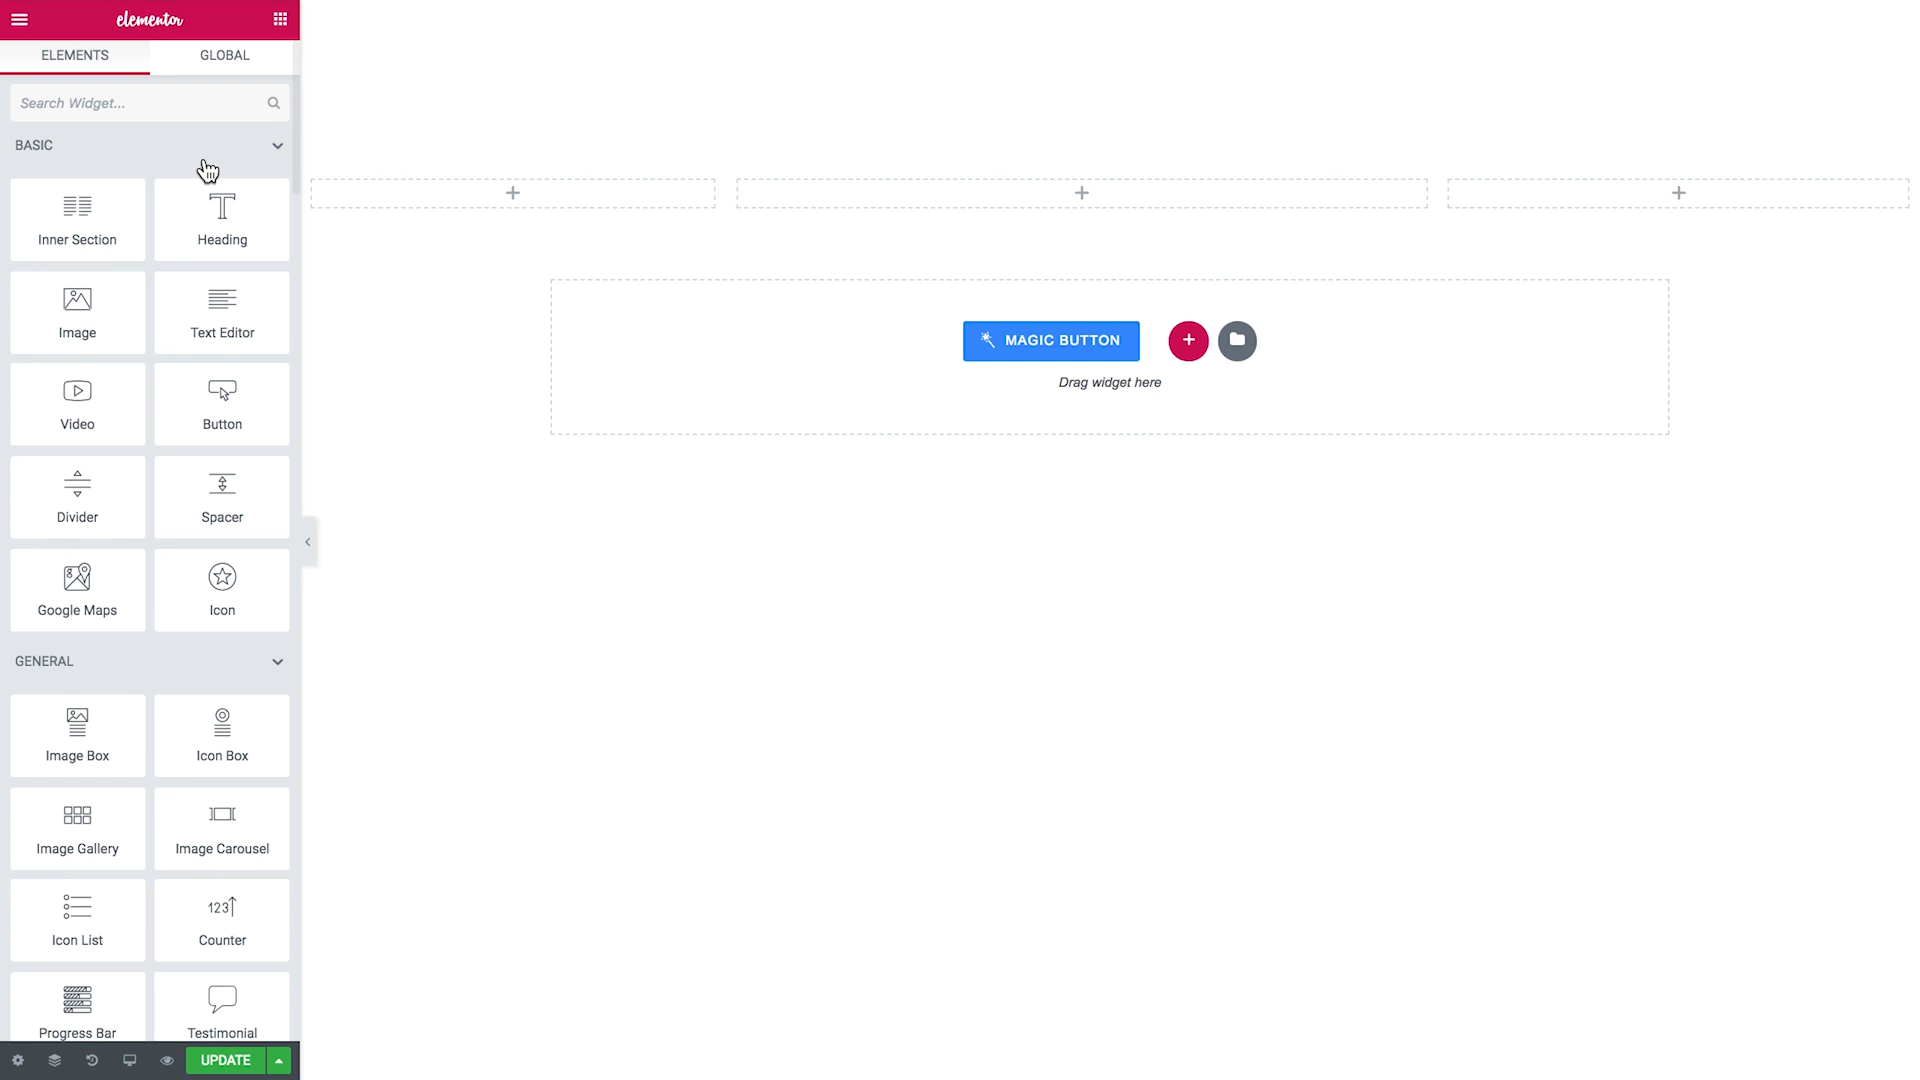 elementor
ELEMENTS GLOBAL
Search Widget...
BASIC
Inner Section Heading
Image Text Editor
Video Button
Divider Spacer
Google Maps Icon
GENERAL
Image Box Icon Box
Image Gallery Image Carousel
123
Icon List Counter
Progress Bar Testimonial
UPDATE
MAGIC BUTTON
Drag widget here